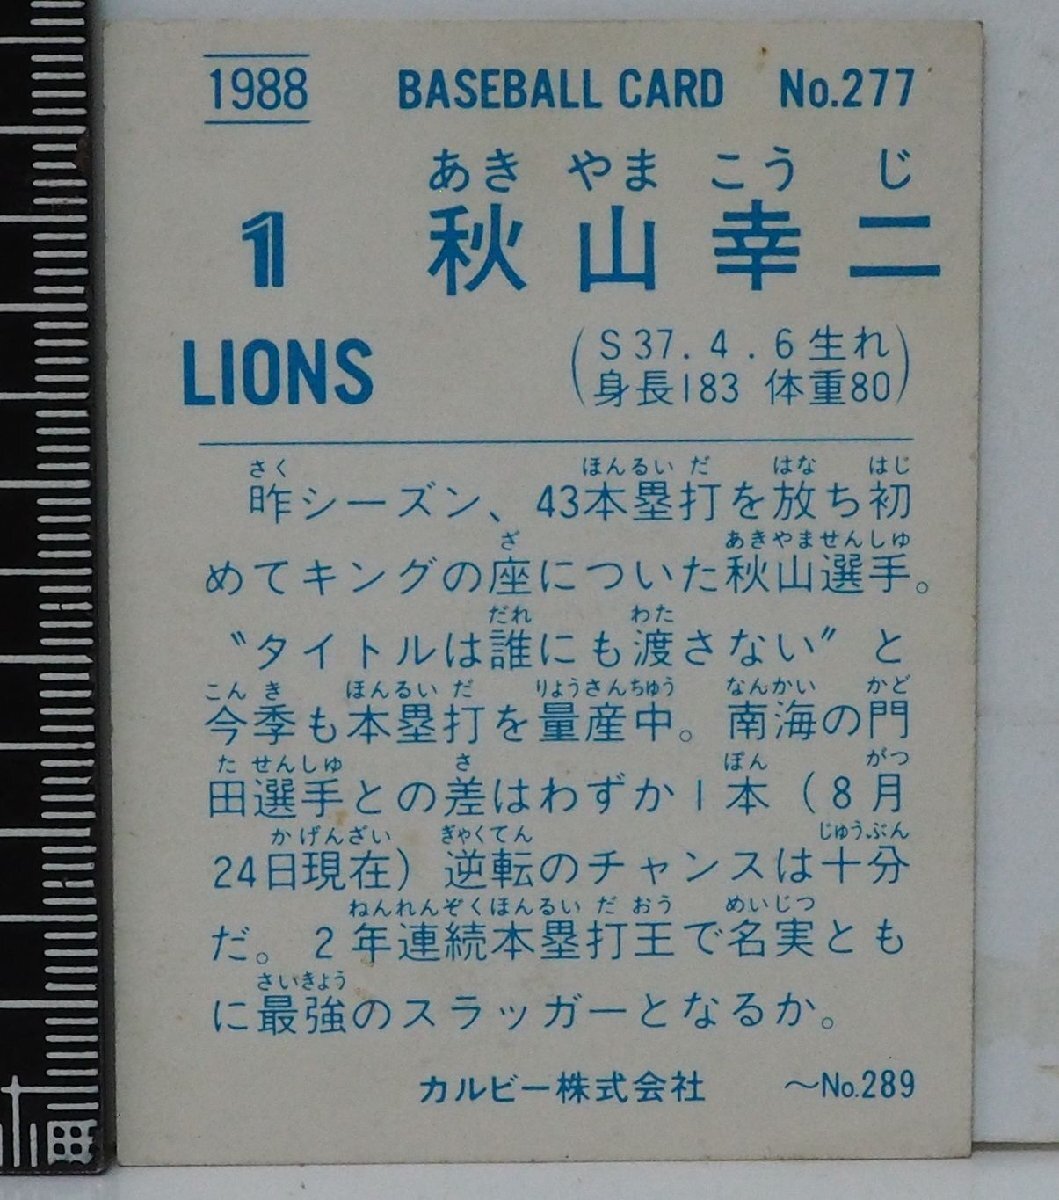 1988 BASEBALL CARD No.277
あき やま こう じ
1 秋山幸二
LIONS
(S37.4.6生れ
身長183 体重80)
さく ほんるい だ はな はじ
昨シーズン、43本塁打を放ち初
ざ あきやませんしゅ
めてキングの座についた秋山選手。
だれ わた
〝タイトルは誰にも渡さない〞と
こん き ほんるい だ りょうさんちゅう なんかい かど
今季も本塁打を量産中。南海の門
た せんしゅ さ ぽん がつ
田選手との差はわずか1本(8月
か げんざい ぎゃくてん じゅうぶん
24日現在)逆転のチャンスは十分
ねんれんぞくほんるい だ おう めいじつ
だ。2年連続本塁打王で名実とも
さいきょう
に最強のスラッガーとなるか。
カルビー株式会社 〜No.289